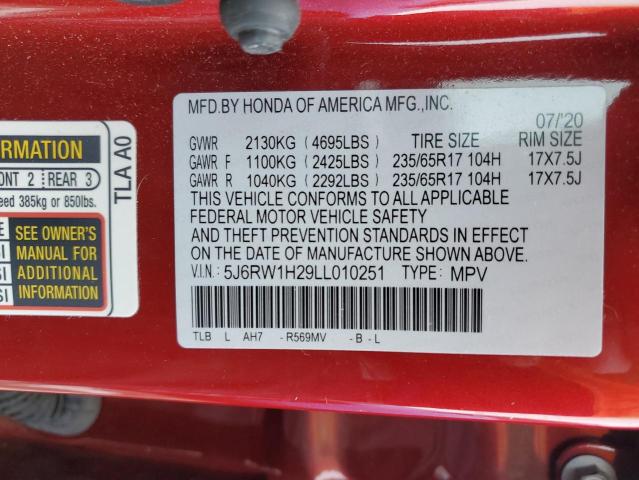 MFD.BY HONDA OF AMERICA MFG.,INC.
07/'20
GVWR 2130KG (4695LBS) TIRE SIZE RIM SIZE
GAWR F 1100KG (2425LBS) 235/65R17 104H 17X7.5J
GAWR R 1040KG (2292LBS) 235/65R17 104H 17X7.5J
THIS VEHICLE CONFORMS TO ALL APPLICABLE
FEDERAL MOTOR VEHICLE SAFETY
AND THEFT PREVENTION STANDARDS IN EFFECT
ON THE DATE OF MANUFACTURE SHOWN ABOVE.
V.I.N.: 5J6RW1H29LL010251 TYPE: MPV
TLB L AH7 - R569MV - B - L
ONT 2 REAR 3
385kg or 850lbs.
SEE OWNER'S
MANUAL FOR
ADDITIONAL
INFORMATION
TLA A0